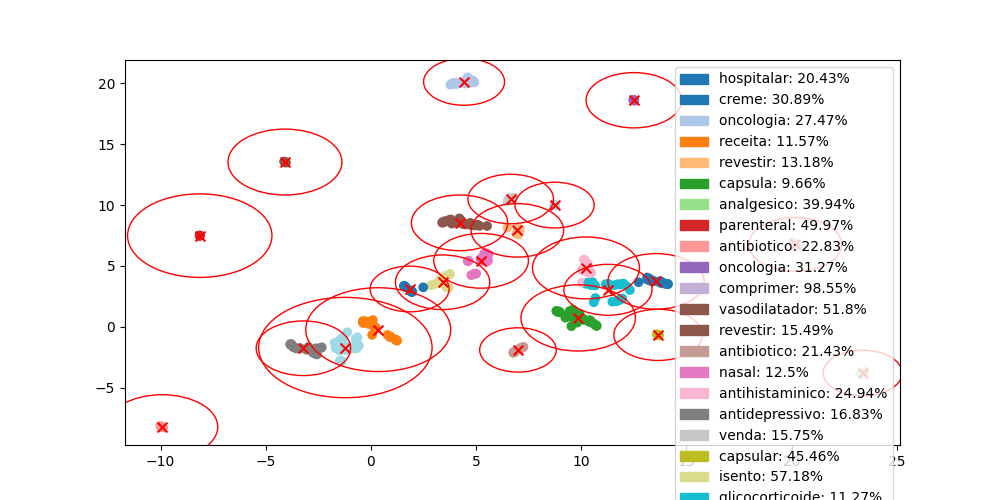 20
15
10
5
0
−5
−10
−5
0
5
10
15
20
25
hospitalar: 20.43%
creme: 30.89%
oncologia: 27.47%
receita: 11.57%
revestir: 13.18%
capsula: 9.66%
analgesico: 39.94%
parenteral: 49.97%
antibiotico: 22.83%
oncologia: 31.27%
comprimer: 98.55%
vasodilatador: 51.8%
revestir: 15.49%
antibiotico: 21.43%
nasal: 12.5%
antihistaminico: 24.94%
antidepressivo: 16.83%
venda: 15.75%
capsular: 45.46%
isento: 57.18%
glicocorticoide: 11.27%